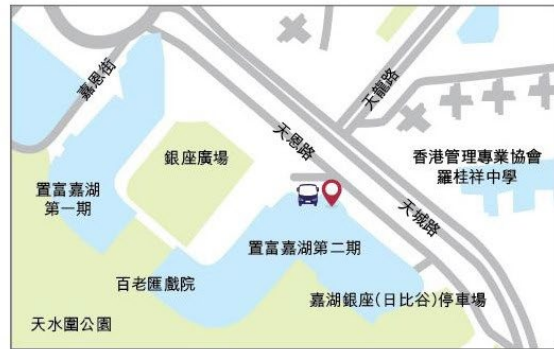 嘉恩街
天龍路
銀座廣場
天恩路
香港管理專業協會
羅桂祥中學
置富嘉湖
第一期
天城路
置富嘉湖第二期
百老匯戲院
嘉湖銀座(日比谷)停車場
天水圍公園